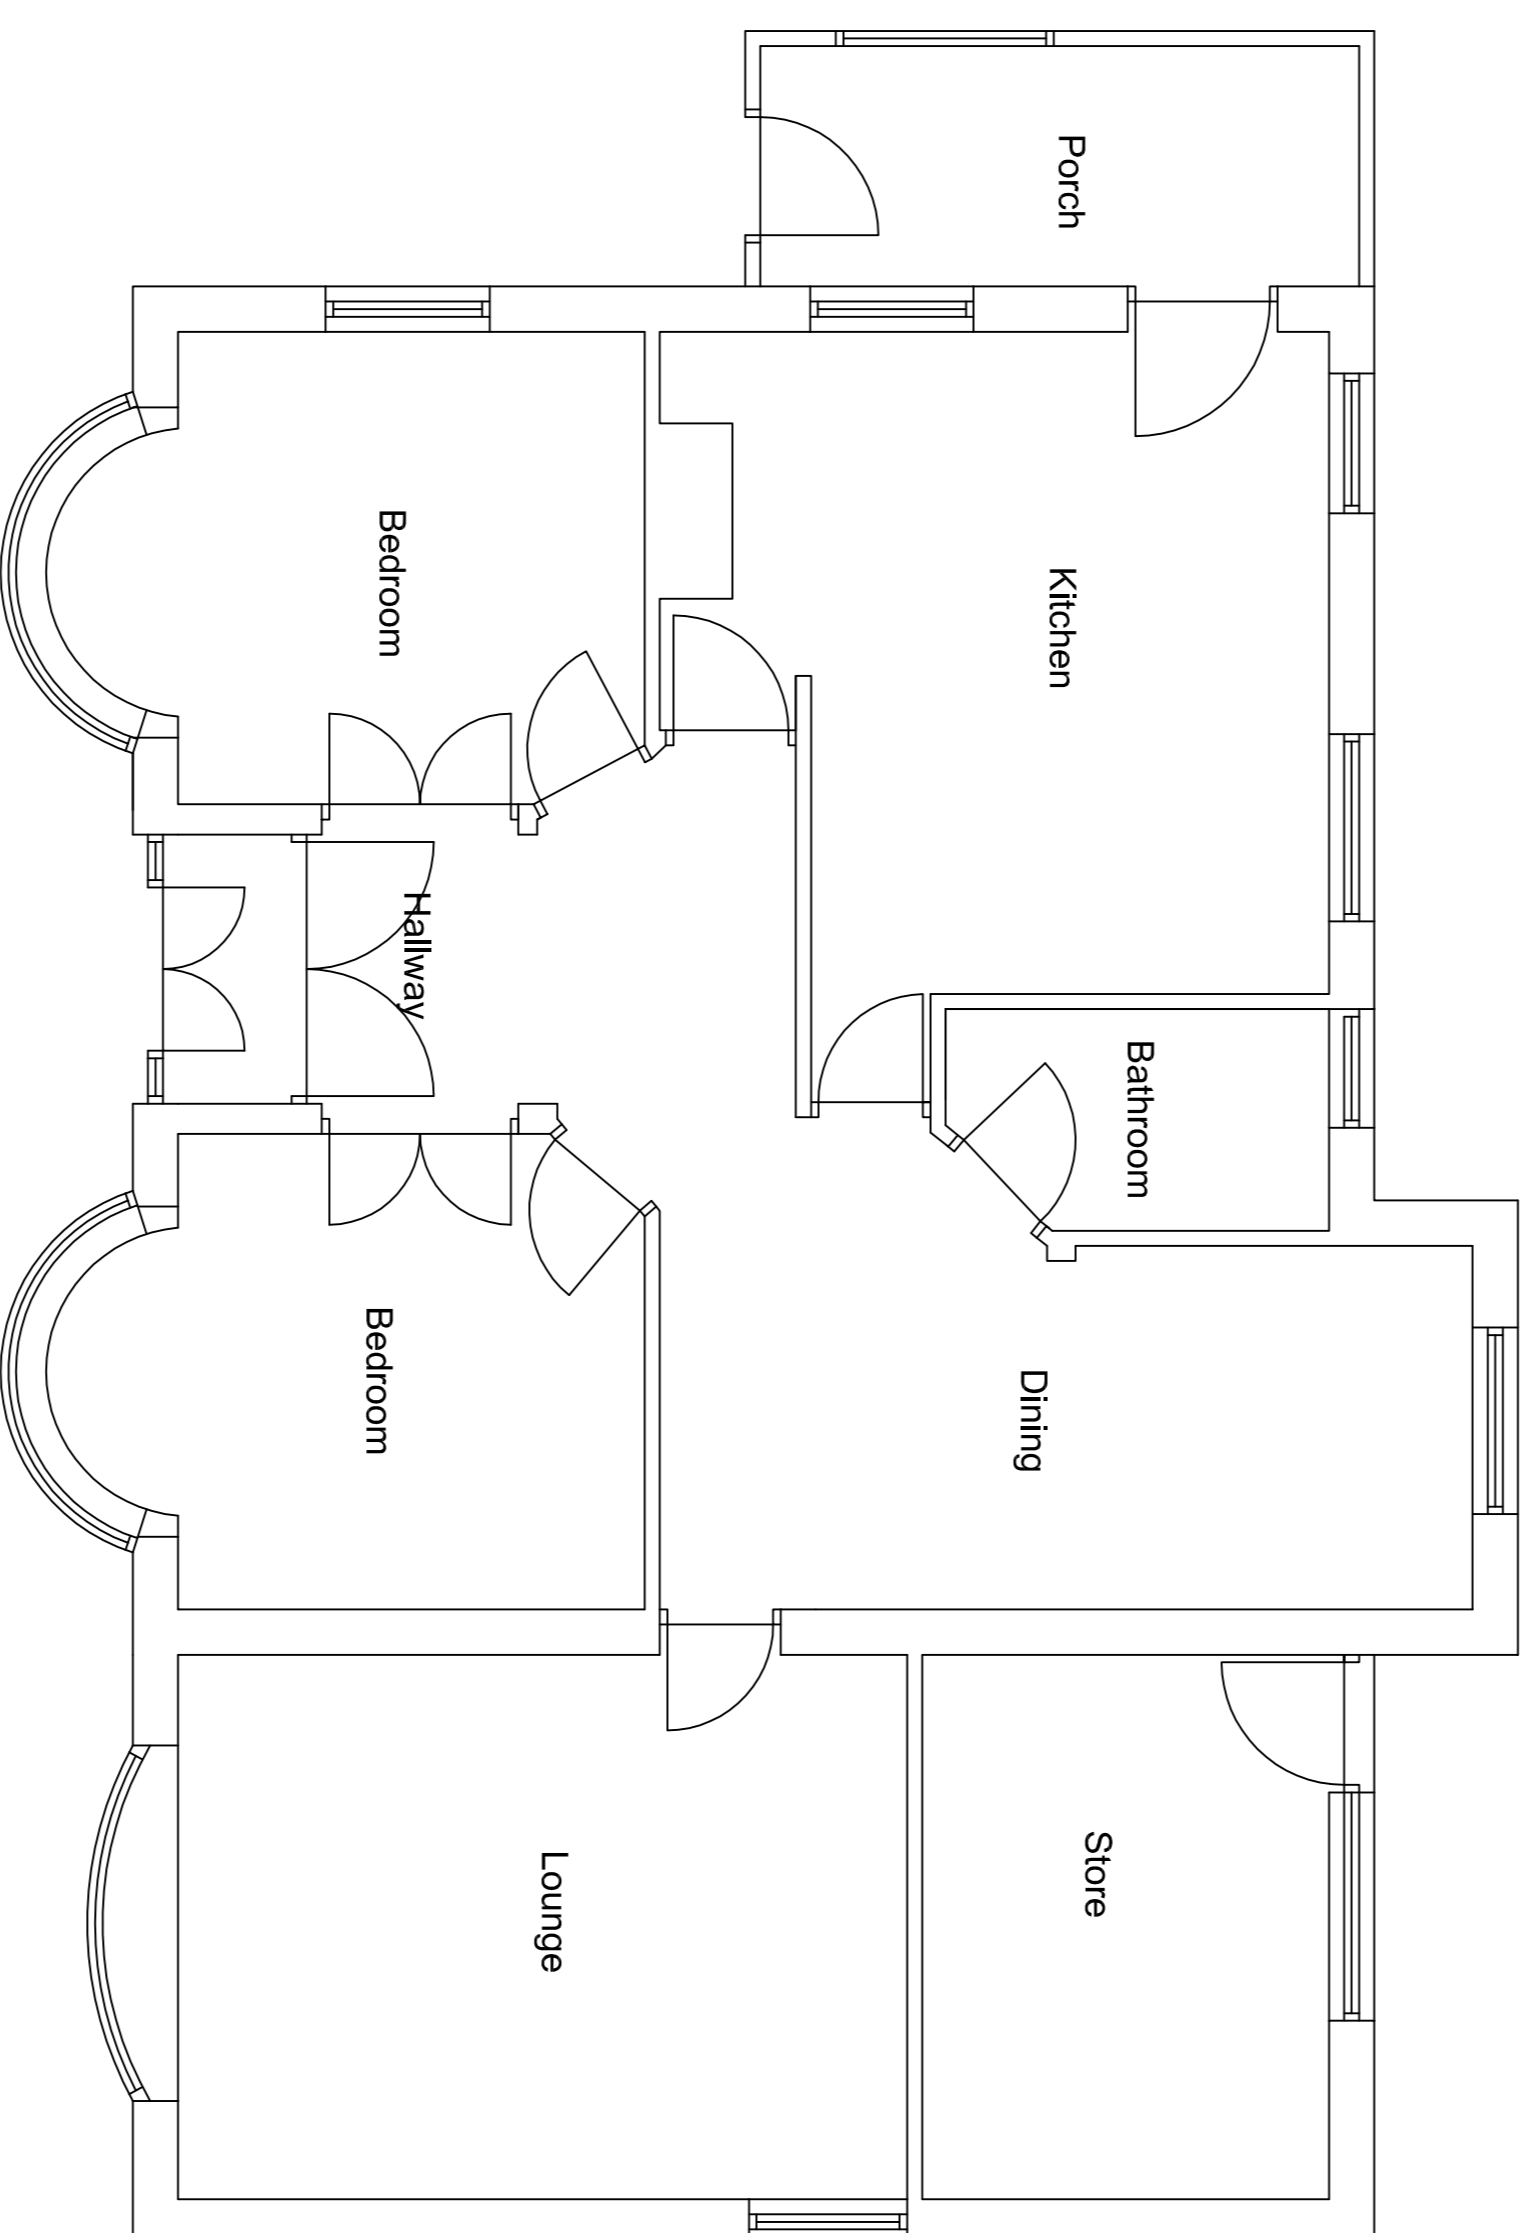 Porch
Kitchen
Bedroom
Hallway
Bathroom
Bedroom
Dining
Store
Lounge